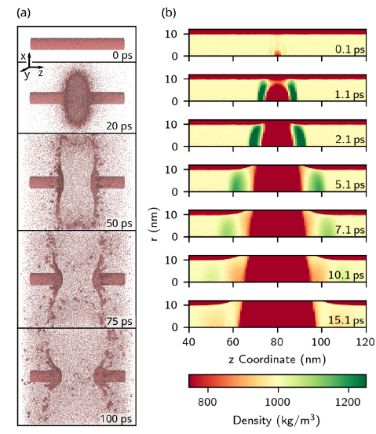 (a)
x
y
z
0 ps
20 ps
50 ps
75 ps
100 ps
(b)
10
0
0.1 ps
10
0
1.1 ps
10
0
2.1 ps
10
0
5.1 ps
10
0
7.1 ps
10
0
10.1 ps
10
0
15.1 ps
r (nm)
40 60 80 100 120
z Coordinate (nm)
800 1000 1200
Density (kg/m³)